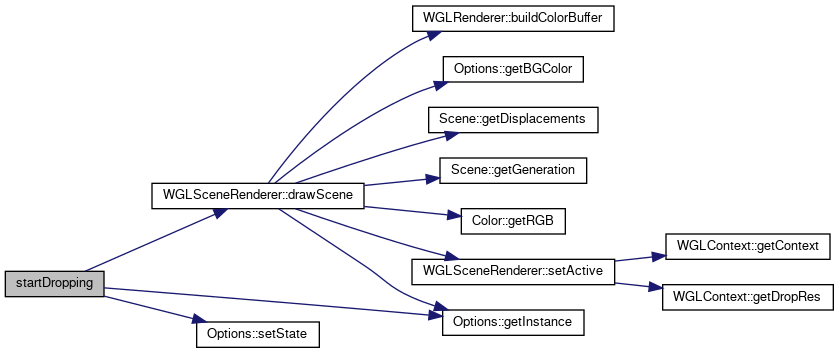 WGLRenderer::buildColorBuffer
Options::getBGColor
Scene::getDisplacements
Scene::getGeneration
WGLSceneRenderer::drawScene
Color::getRGB
WGLContext::getContext
WGLSceneRenderer::setActive
startDropping
WGLContext::getDropRes
Options::getInstance
Options::setState